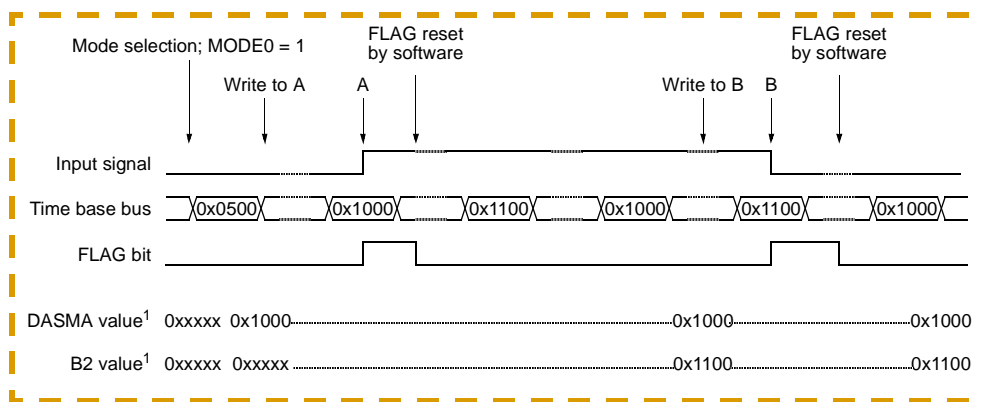 FLAG reset
by software
FLAG reset
by software
Mode selection; MODE0 = 1
Write to A
A
Write to B
B
Input signal
Time base bus 0x0500 0x1000 0x1100 0x1000 0x1100 0x1000
FLAG bit
DASMA value1 0xxxxx 0x1000 0x1000 0x1000
B2 value1 0xxxxx 0xxxxx 0x1100 0x1100